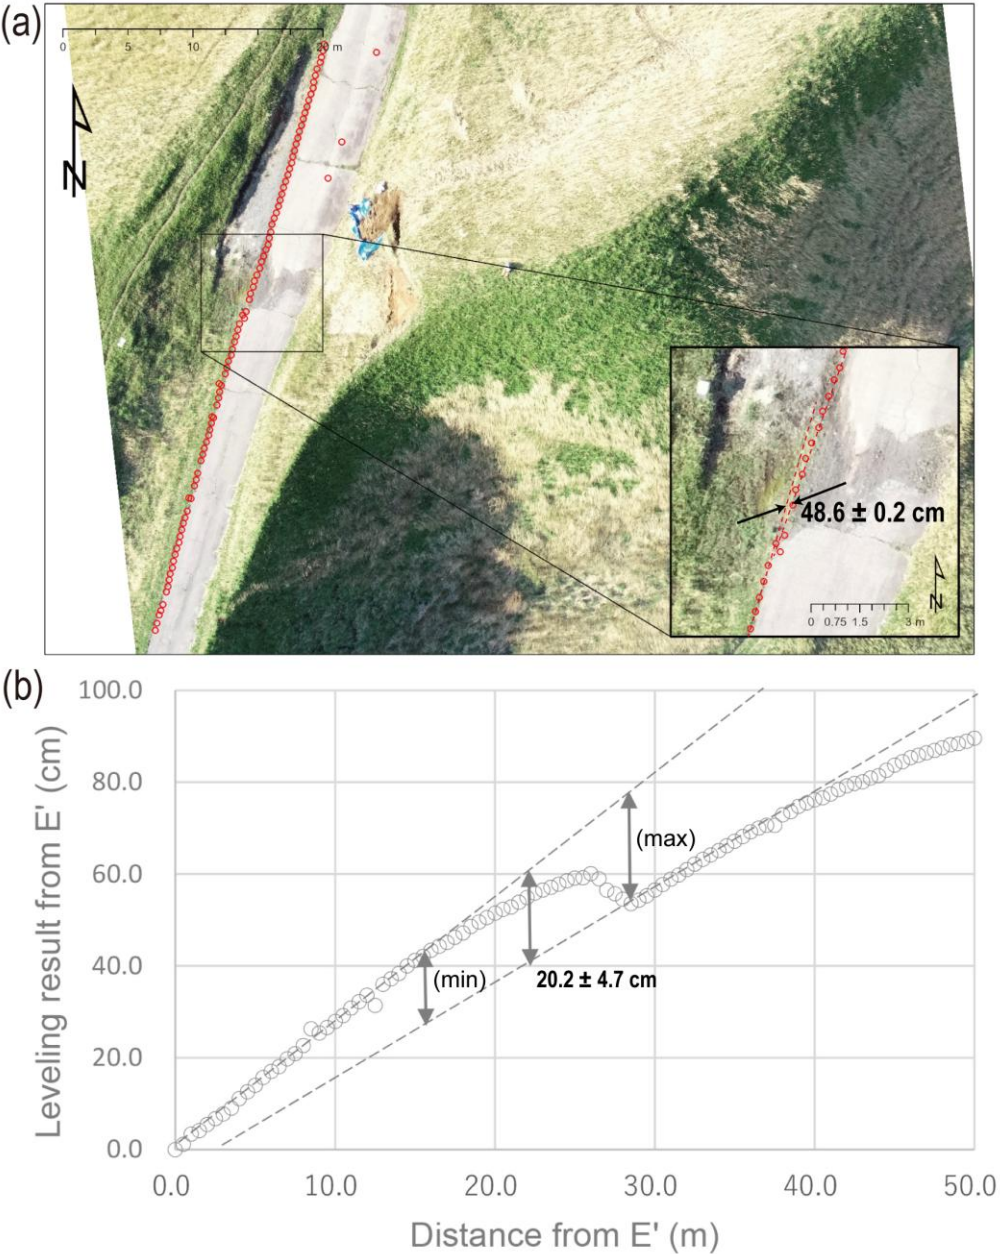 (a)
0 5 10 20 m
N
48.6 ± 0.2 cm
N
0 0.75 1.5 3 m
(b)
100.0
80.0
60.0
40.0
20.0
0.0
Leveling result from E' (cm)
(max)
(min)
20.2 ± 4.7 cm
0.0 10.0 20.0 30.0 40.0 50.0
Distance from E' (m)